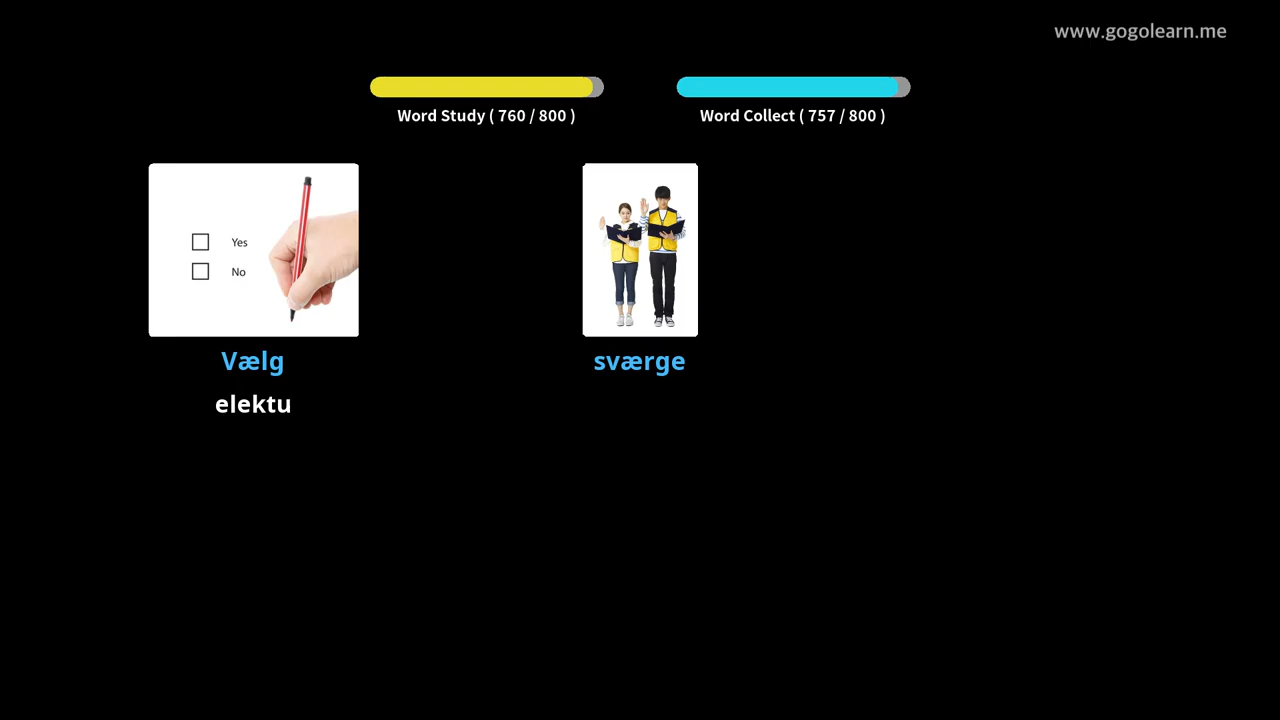 www.gogolearn.me
Word Study ( 760 / 800 )
Word Collect ( 757 / 800 )
Yes
No
Vælg
sværge
elektu